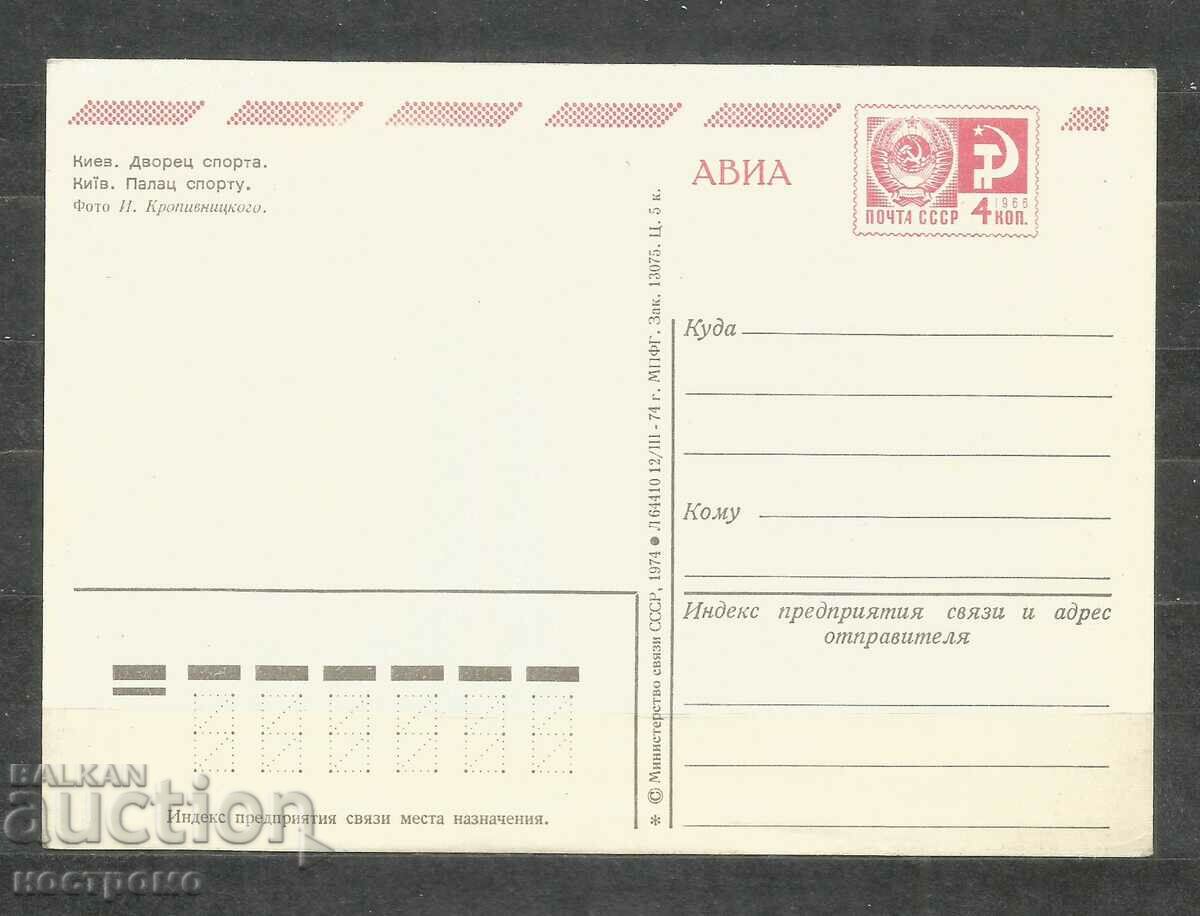 Киев. Дворец спорта.
Київ. Палац спорту.
Фото И. Кропивницкого.
АВИА
ПОЧТА СССР 4 1966 КОП.
Куда
Кому
Индекс предприятия связи и адрес
отправителя
* © Министерство связи СССР, 1974 ● Л 64410 12/III - 74 г. МПФГ. Зак. 13075. Ц. 5 к.
Индекс предприятия связи места назначения.
BALKAN
auction
костромо